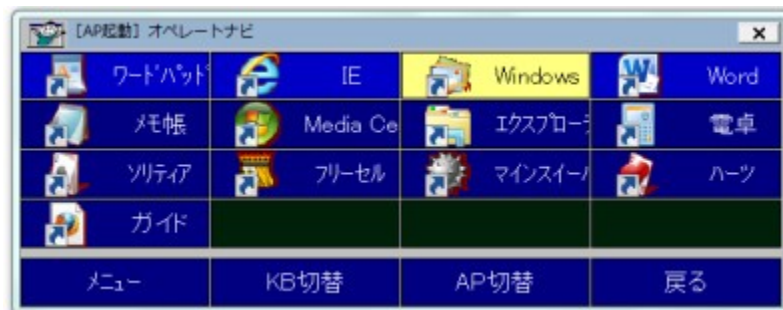 [AP起動] オペレートナビ
ワードパッド IE Windows Word
メモ帳 Media Ce エクスプローラ 電卓
ソリティア フリーセル マインスイーパ ハーツ
ガイド
メニュー KB切替 AP切替 戻る